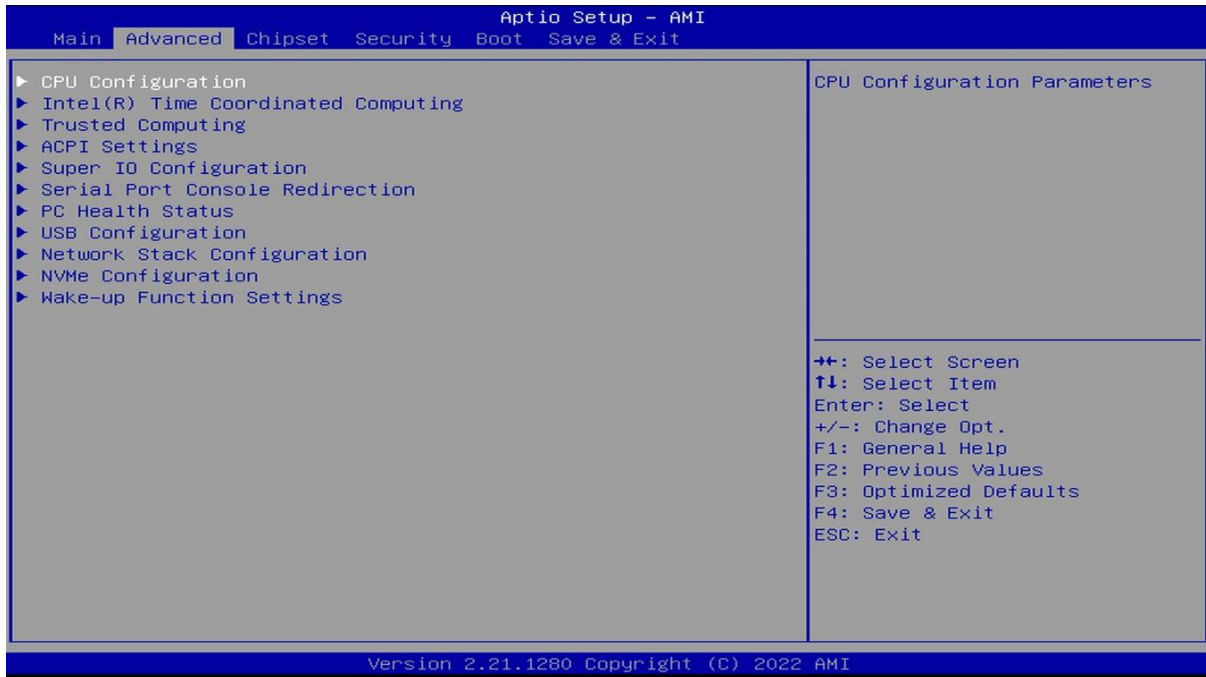 Aptio Setup – AMI
Main Advanced Chipset Security Boot Save & Exit
▶ CPU Configuration
▶ Intel(R) Time Coordinated Computing
▶ Trusted Computing
▶ ACPI Settings
▶ Super IO Configuration
▶ Serial Port Console Redirection
▶ PC Health Status
▶ USB Configuration
▶ Network Stack Configuration
▶ NVMe Configuration
▶ Wake-up Function Settings
CPU Configuration Parameters
→←: Select Screen
↑↓: Select Item
Enter: Select
+/-: Change Opt.
F1: General Help
F2: Previous Values
F3: Optimized Defaults
F4: Save & Exit
ESC: Exit
Version 2.21.1280 Copyright (C) 2022 AMI